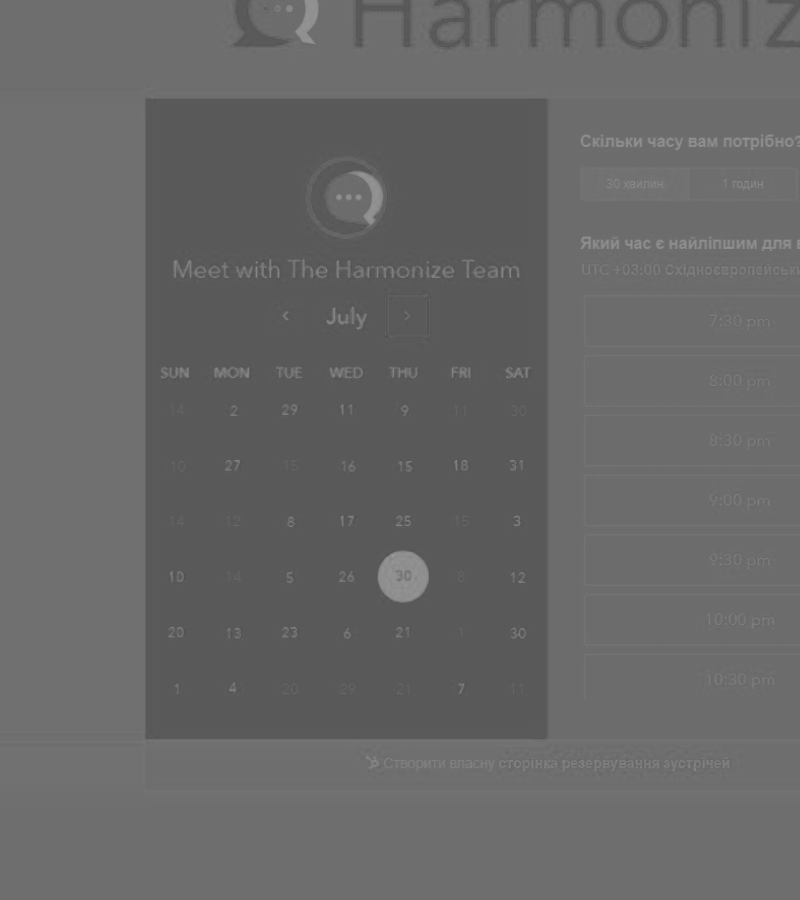 Harmoniz
Скільки часу вам потрібно?
30 хвилин 1 годин
Meet with The Harmonize Team
‹ July ›
Який час є найліпшим для в
UTC +03:00 Східноєвропейськи
SUN MON TUE WED THU FRI SAT
14 2 29 11 9 11 30
10 27 15 16 15 18 31
14 12 8 17 25 15 3
10 14 5 26 30 8 12
20 13 23 6 21 1 30
1 4 20 29 21 7 11
7:30 pm
8:00 pm
8:30 pm
9:00 pm
9:30 pm
10:00 pm
10:30 pm
Створити власну сторінка резервування зустрічей